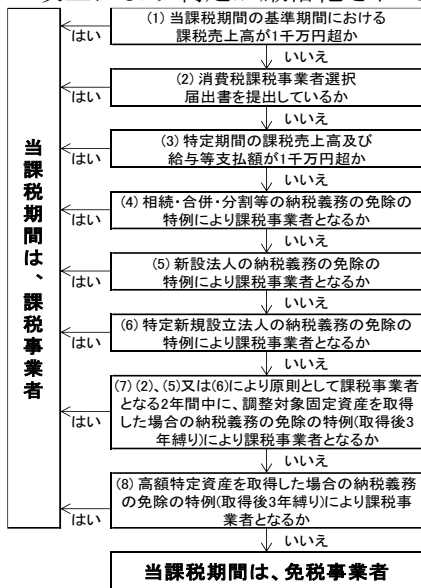 (1) 当課税期間の基準期間における
課税売上高が1千万円超か
はい
いいえ
(2) 消費税課税事業者選択
届出書を提出しているか
はい
いいえ
(3) 特定期間の課税売上高及び
給与等支払額が1千万円超か
はい
いいえ
(4) 相続・合併・分割等の納税義務の免除の
特例により課税事業者となるか
はい
いいえ
(5) 新設法人の納税義務の免除の
特例により課税事業者となるか
はい
いいえ
(6) 特定新規設立法人の納税義務の免除の
特例により課税事業者となるか
はい
いいえ
(7) (2)、(5)又は(6)により原則として課税事業者
となる2年間中に、調整対象固定資産を取得
した場合の納税義務の免除の特例(取得後3
年縛り)により課税事業者となるか
はい
いいえ
(8) 高額特定資産を取得した場合の納税義務
の免除の特例(取得後3年縛り)により課税事
業者となるか
はい
いいえ
当課税期間は、課税事業者
当課税期間は、免税事業者